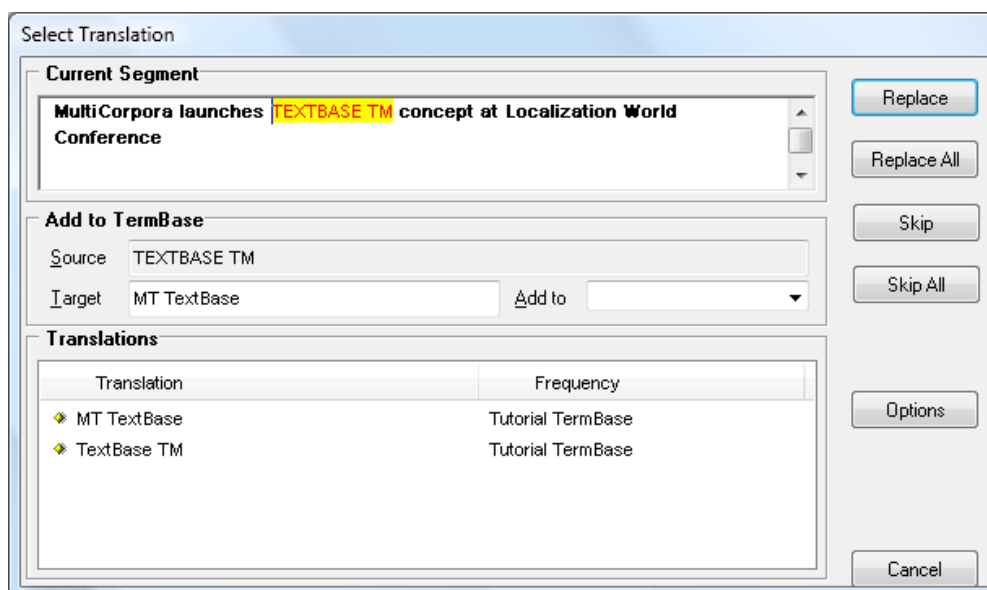 Select Translation
Current Segment
MultiCorpora launches TEXTBASE TM concept at Localization World
Conference
Replace
Replace All
Skip
Skip All
Add to TermBase
Source TEXTBASE TM
Target MT TextBase Add to
Translations
Translation Frequency
MT TextBase Tutorial TermBase
TextBase TM Tutorial TermBase
Options
Cancel